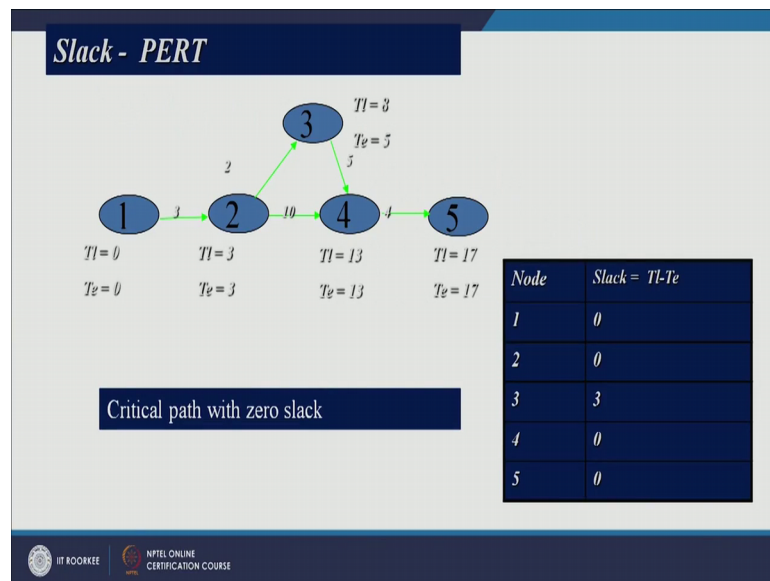 Slack - PERT
3
Tl = 8
Te = 5
2
5
1
3
2
10
4
4
5
Tl = 0
Tl = 3
Tl = 13
Tl = 17
Te = 0
Te = 3
Te = 13
Te = 17
Node Slack = Tl-Te
1 0
2 0
3 3
4 0
5 0
Critical path with zero slack
IIT ROORKEE
NPTEL ONLINE
CERTIFICATION COURSE
NPTEL